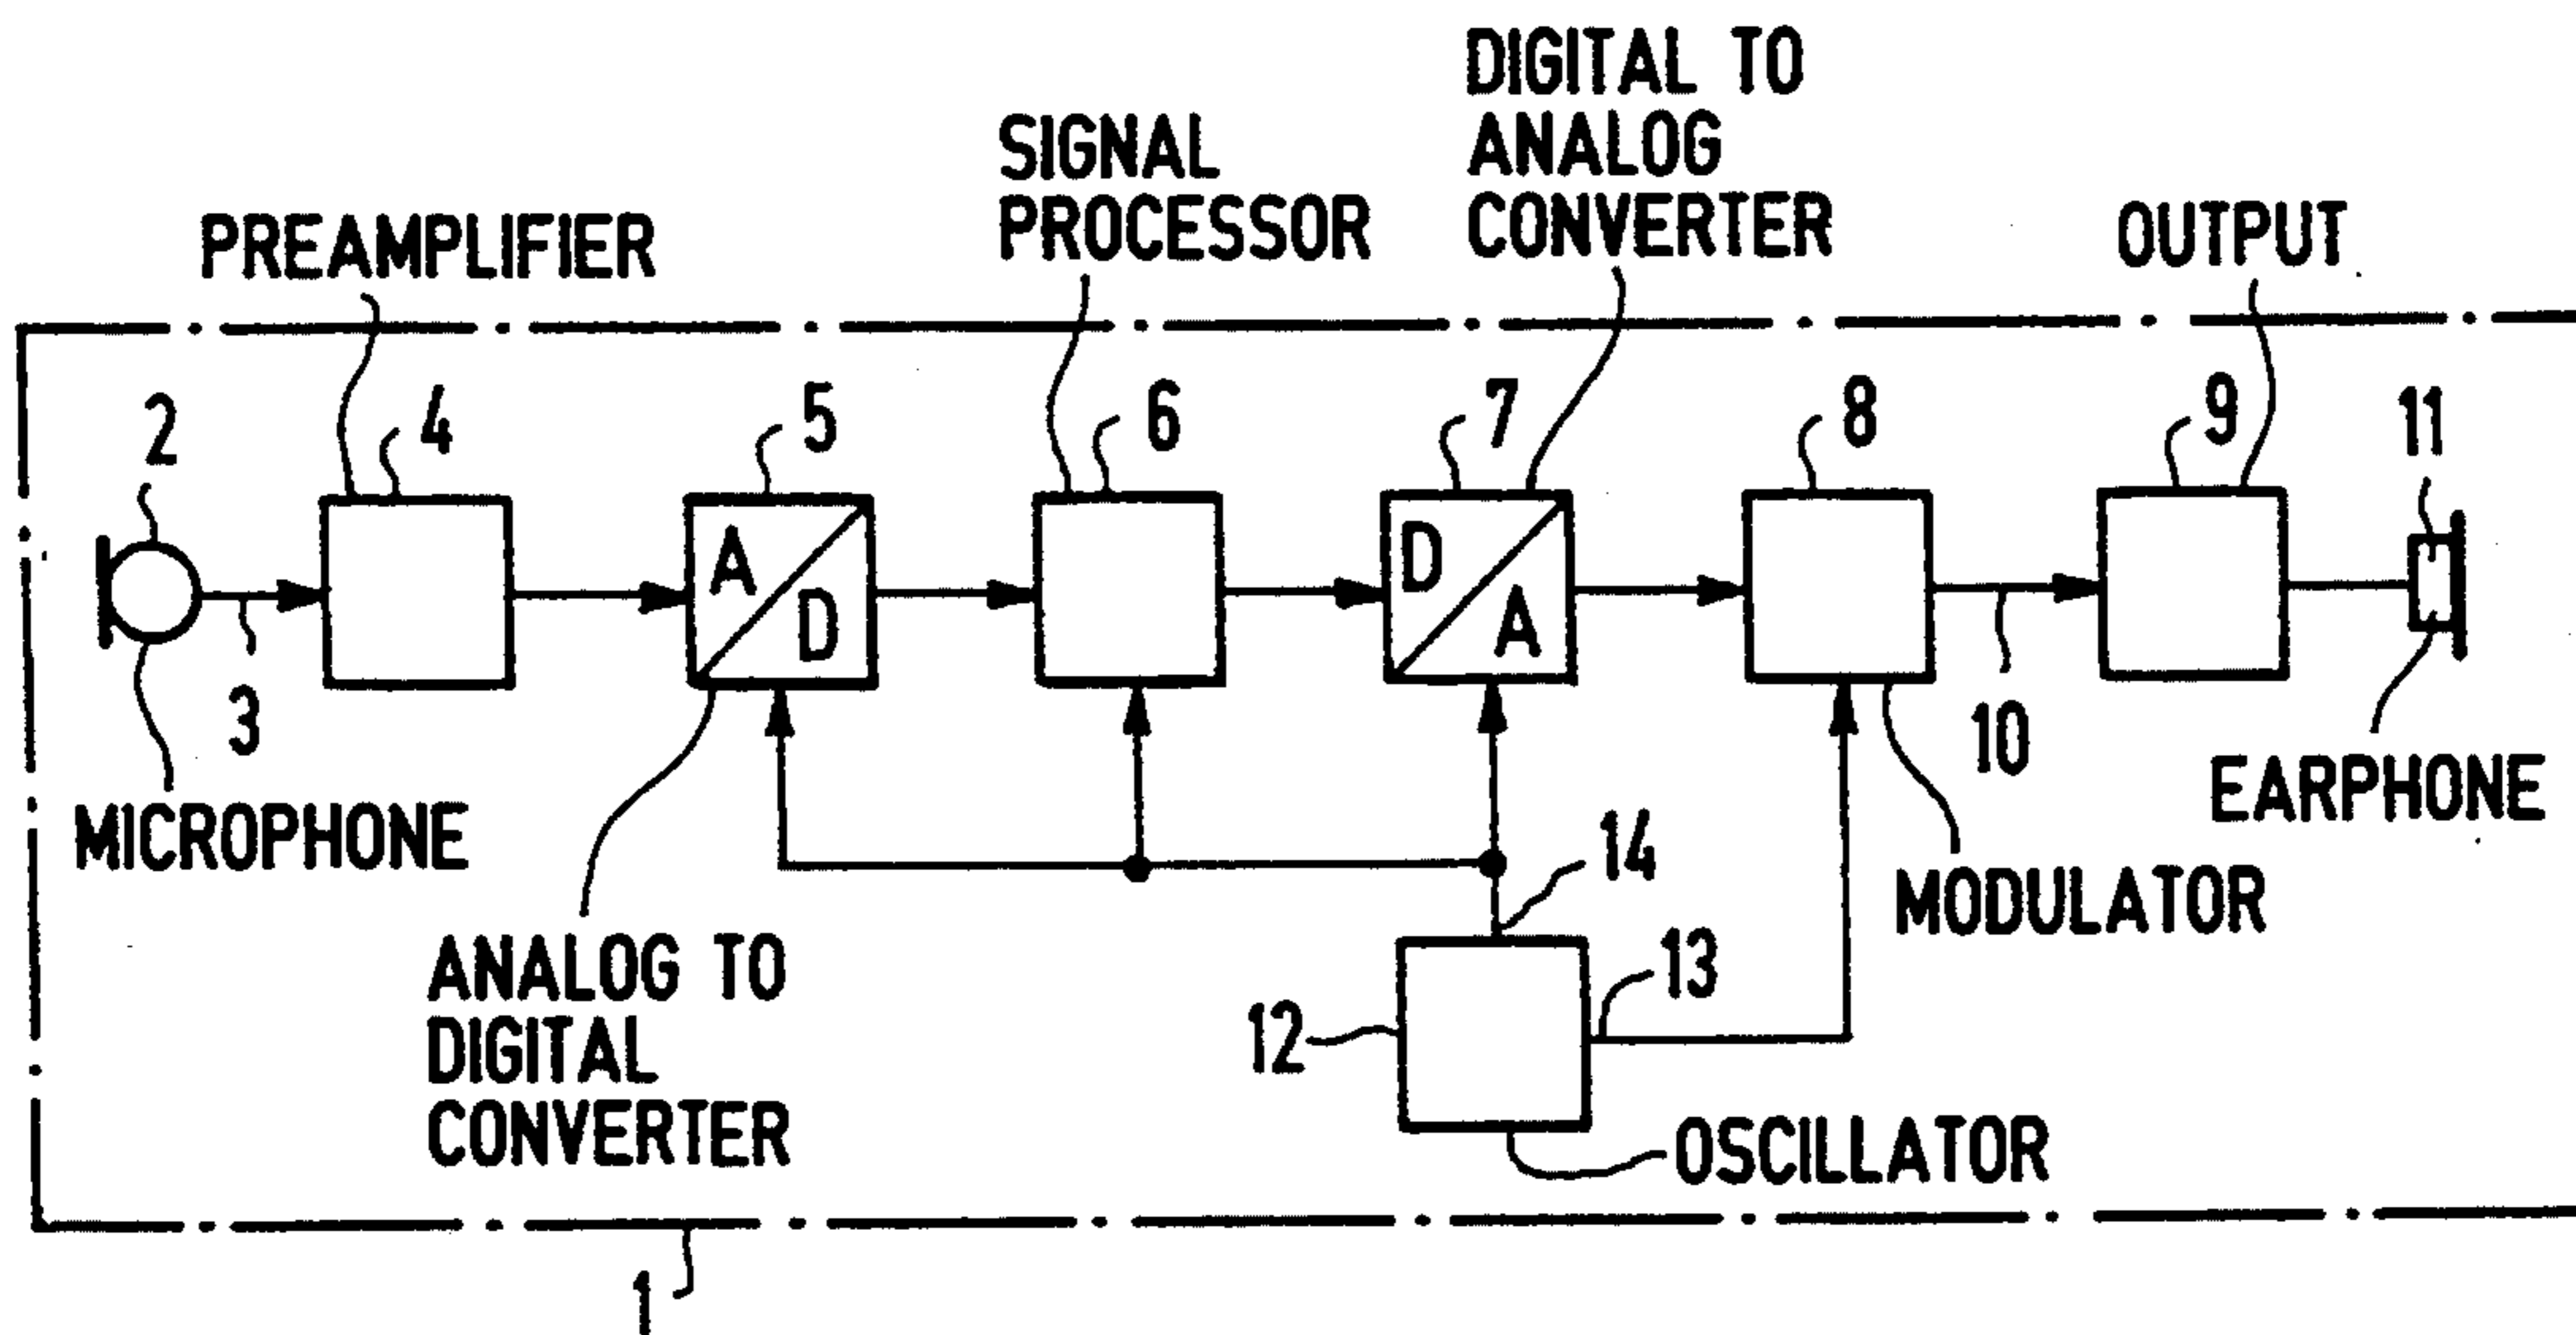 DIGITAL TO
ANALOG
CONVERTER
SIGNAL
PROCESSOR
PREAMPLIFIER
OUTPUT
2
4
5
6
7
8
9
11
A
D
D
A
3
10
MICROPHONE
EARPHONE
14
MODULATOR
ANALOG TO
DIGITAL
CONVERTER
13
12
OSCILLATOR
1